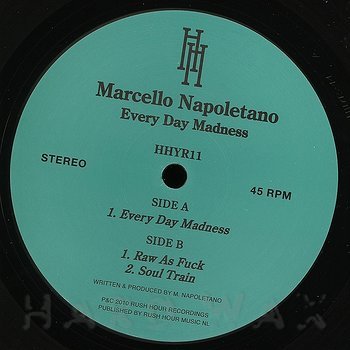 HH
Marcello Napoletano
Every Day Madness
HHYR11
STEREO
45 RPM
SIDE A
1. Every Day Madness
SIDE B
1. Raw As Fuck
2. Soul Train
WRITTEN & PRODUCED BY M. NAPOLETANO
P&C 2010 RUSH HOUR RECORDINGS
PUBLISHED BY RUSH HOUR MUSIC NL
HARDWAX